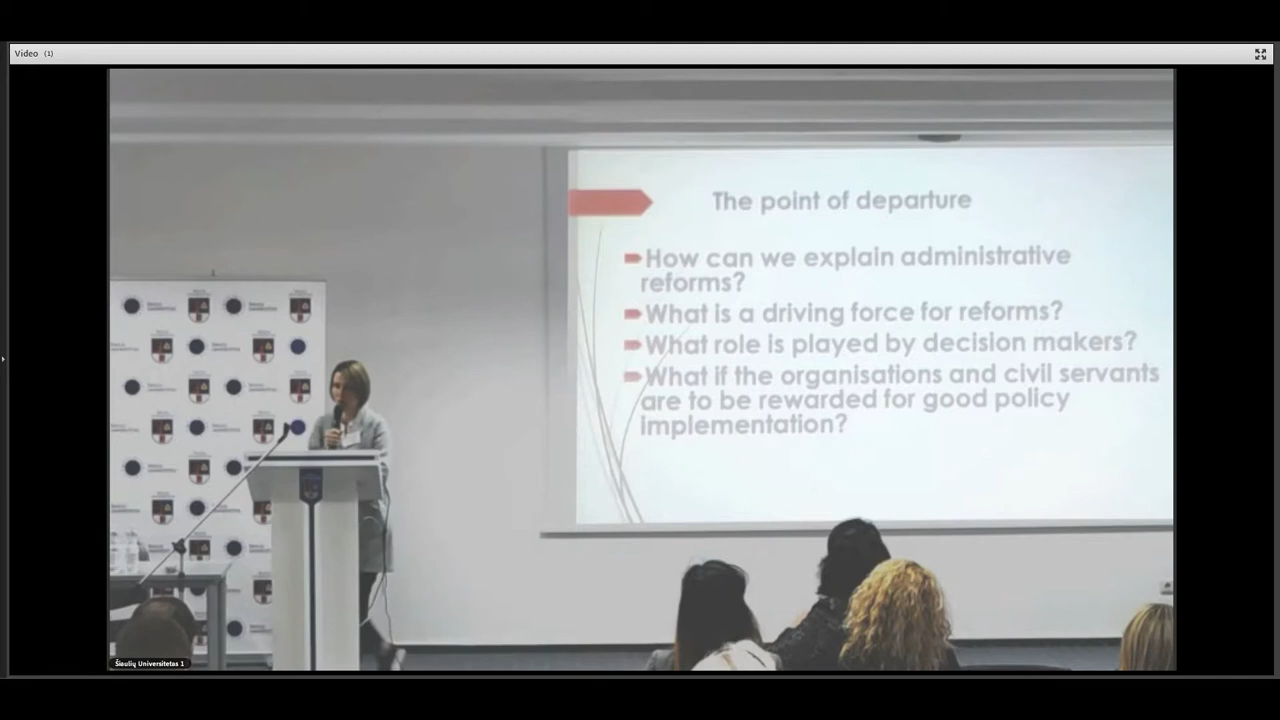 Video (1)
The point of departure
How can we explain administrative
reforms?
What is a driving force for reforms?
What role is played by decision makers?
What if the organisations and civil servants
are to be rewarded for good policy
implementation?
Šiaulių Universitetas 1